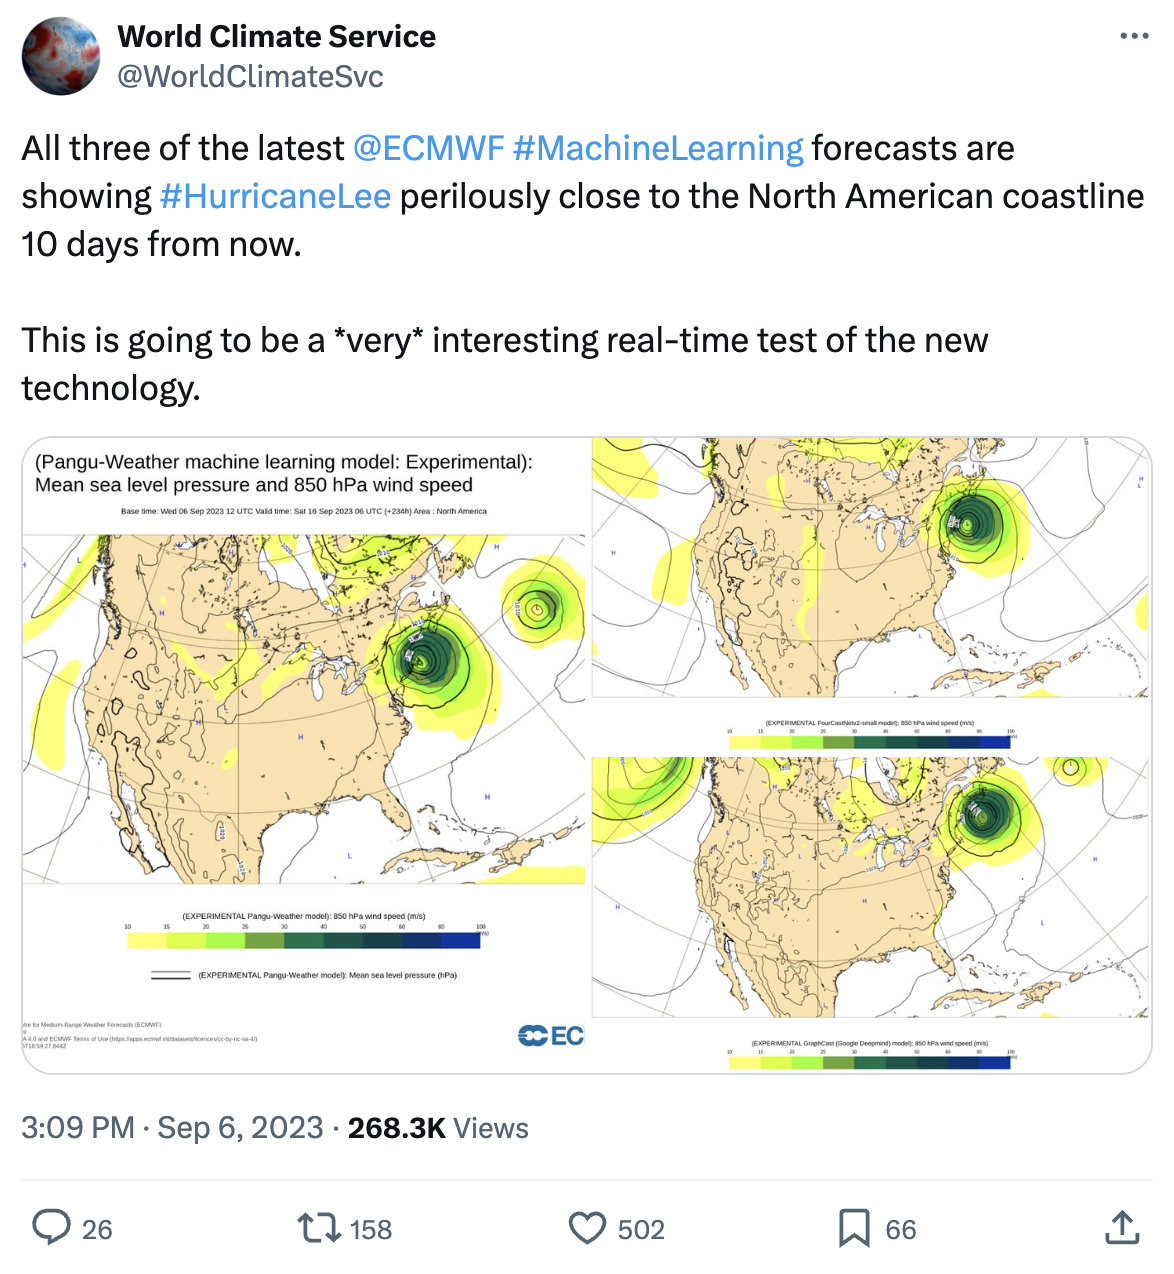 World Climate Service
@WorldClimateSvc
All three of the latest @ECMWF #MachineLearning forecasts are
showing #HurricaneLee perilously close to the North American coastline
10 days from now.
This is going to be a *very* interesting real-time test of the new
technology.
(Pangu-Weather machine learning model: Experimental):
Mean sea level pressure and 850 hPa wind speed
Base time: Wed 06 Sep 2023 12 UTC Valid time: Sat 16 Sep 2023 06 UTC (+234h) Area : North America
(EXPERIMENTAL Pangu-Weather model): 850 hPa wind speed (m/s)
10 15 20 25 30 40 50 60 80 100
(EXPERIMENTAL Pangu-Weather model): Mean sea level pressure (hPa)
for Medium-Range Weather Forecasts (ECMWF)
4.0 and ECMWF Terms of Use (https://apps.ecmwf.int/datasets/licences/cc-by-nc-sa-4/)
EC
(EXPERIMENTAL FourCastNetv2-small model): 850 hPa wind speed (m/s)
10 15 20 25 30 40 50 60 80 100
(EXPERIMENTAL GraphCast (Google Deepmind) model): 850 hPa wind speed (m/s)
10 15 20 25 30 40 50 60 80 100
3:09 PM · Sep 6, 2023 · 268.3K Views
26 158 502 66